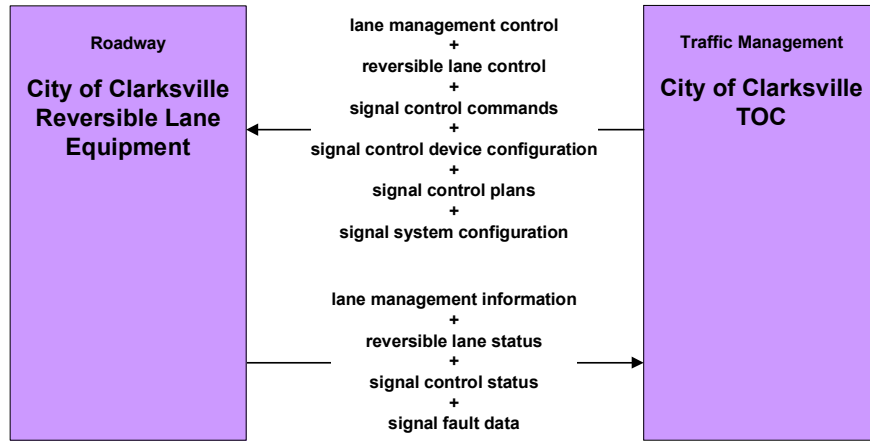 Roadway
City of Clarksville
Reversible Lane
Equipment
lane management control
+
reversible lane control
+
signal control commands
+
signal control device configuration
+
signal control plans
+
signal system configuration
lane management information
+
reversible lane status
+
signal control status
+
signal fault data
Traffic Management
City of Clarksville
TOC